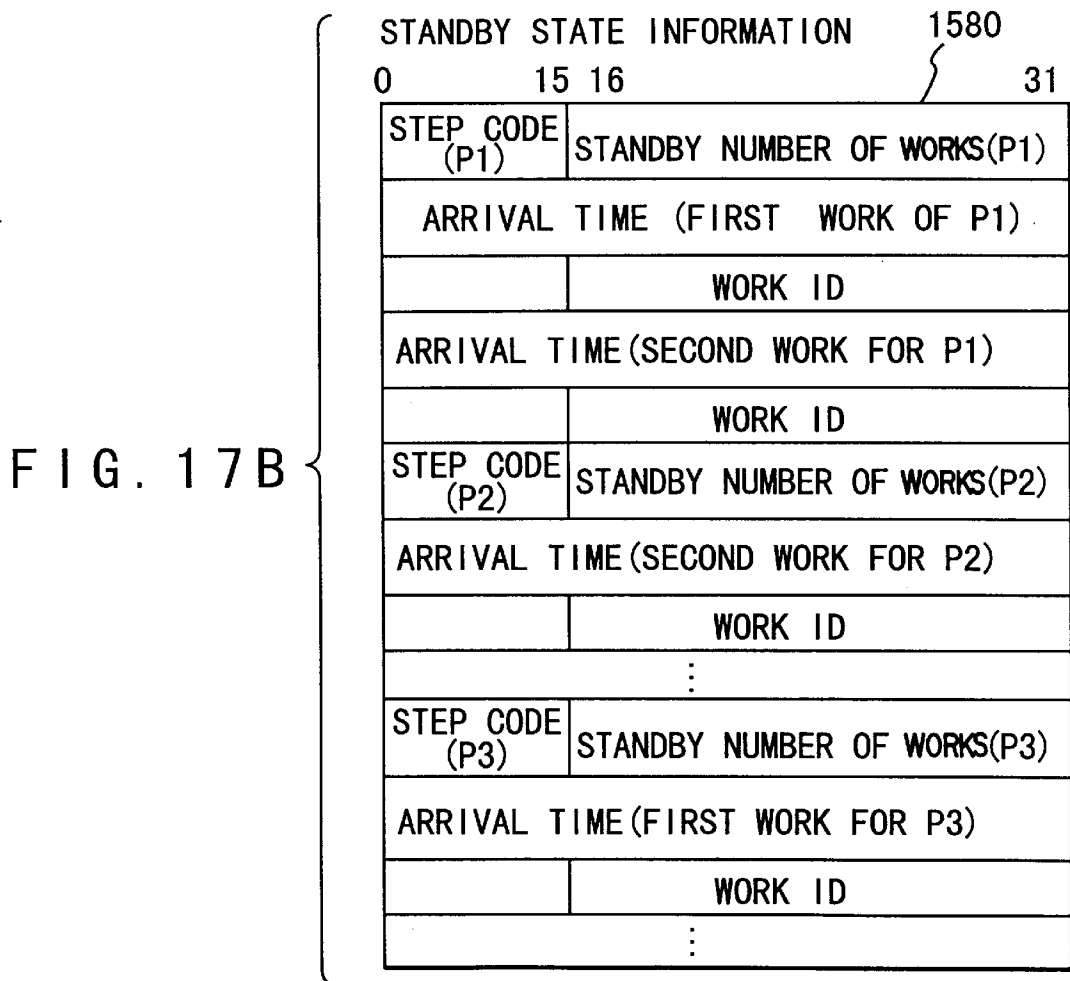 STANDBY STATE INFORMATION 1580
0 15 16 31
STEP CODE (P1) STANDBY NUMBER OF WORKS(P1)
ARRIVAL TIME (FIRST WORK OF P1)
WORK ID
ARRIVAL TIME(SECOND WORK FOR P1)
WORK ID
FIG. 17B
STEP CODE (P2) STANDBY NUMBER OF WORKS(P2)
ARRIVAL TIME(SECOND WORK FOR P2)
WORK ID
⋮
STEP CODE (P3) STANDBY NUMBER OF WORKS(P3)
ARRIVAL TIME(FIRST WORK FOR P3)
WORK ID
⋮